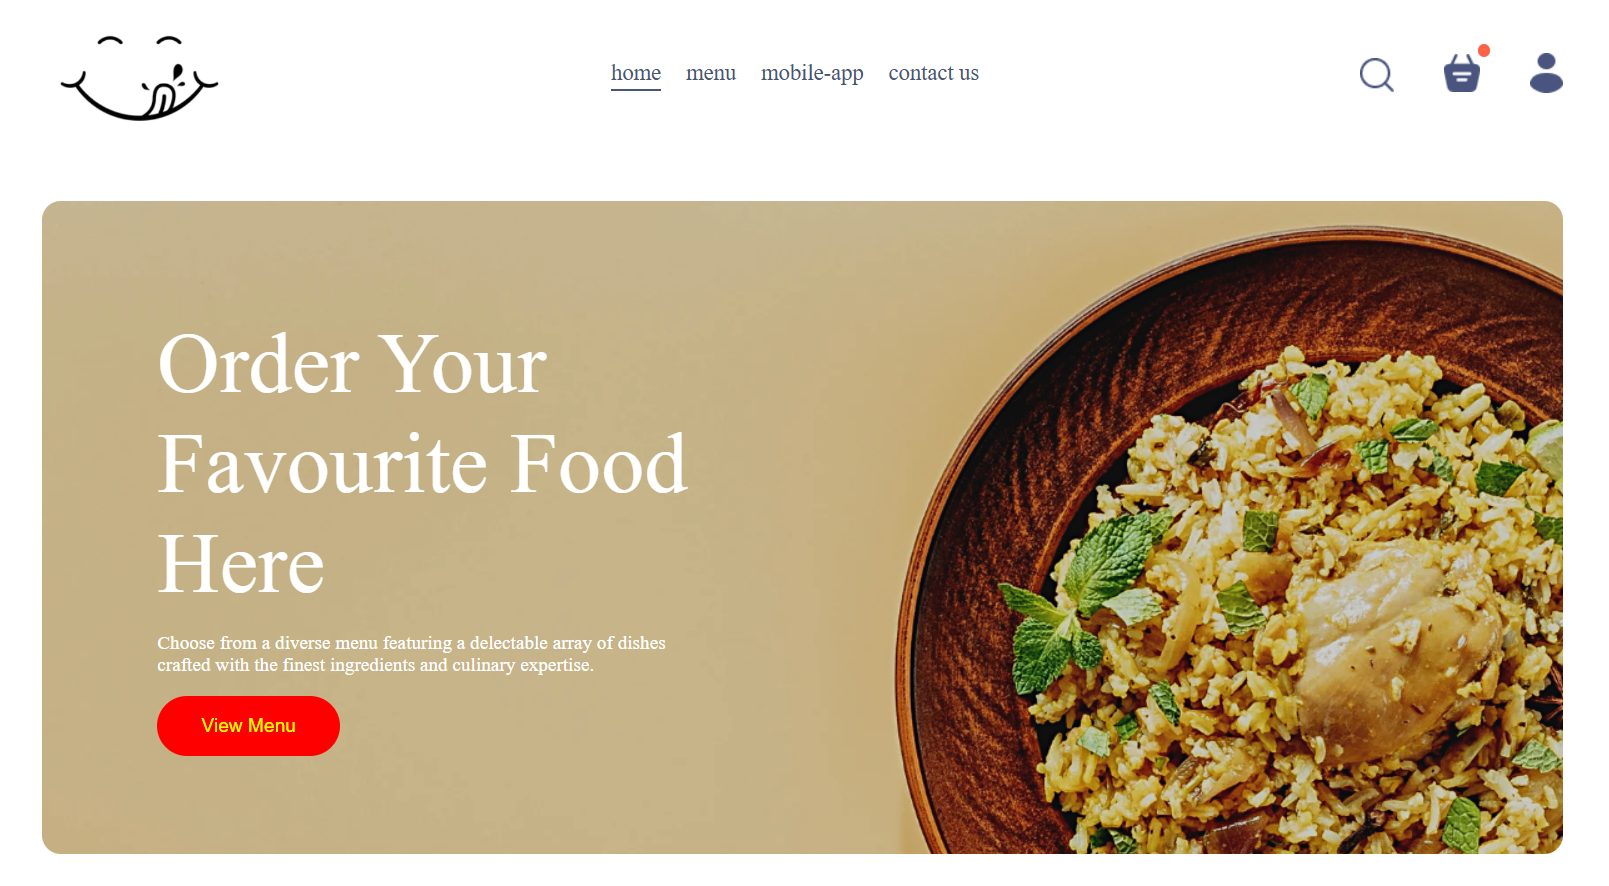 home menu mobile-app contact us
Order Your
Favourite Food
Here
Choose from a diverse menu featuring a delectable array of dishes
crafted with the finest ingredients and culinary expertise.
View Menu